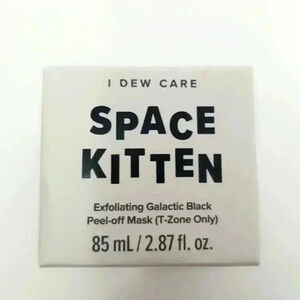 I DEW CARE
SPACE
KITTEN
Exfoliating Galactic Black
Peel-off Mask (T-Zone Only)
85 mL / 2.87 fl. oz.